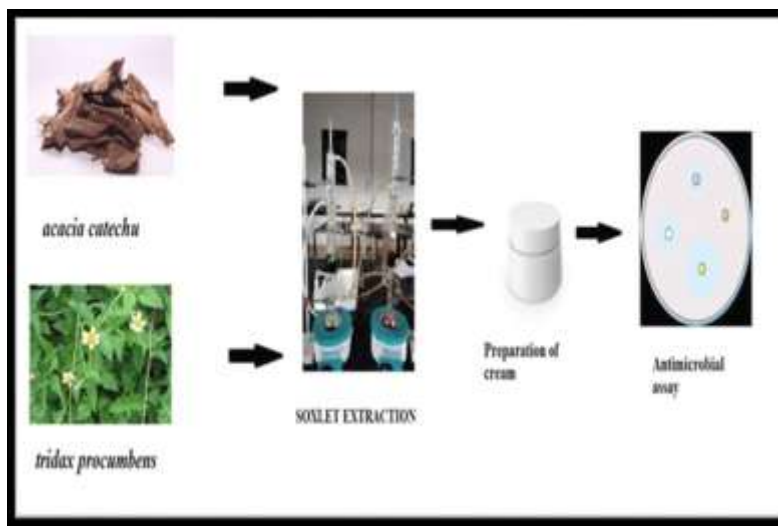 acacia catechu
tridax procumbens
SOXLET EXTRACTION
Preparation of
cream
Antimicrobial
assay